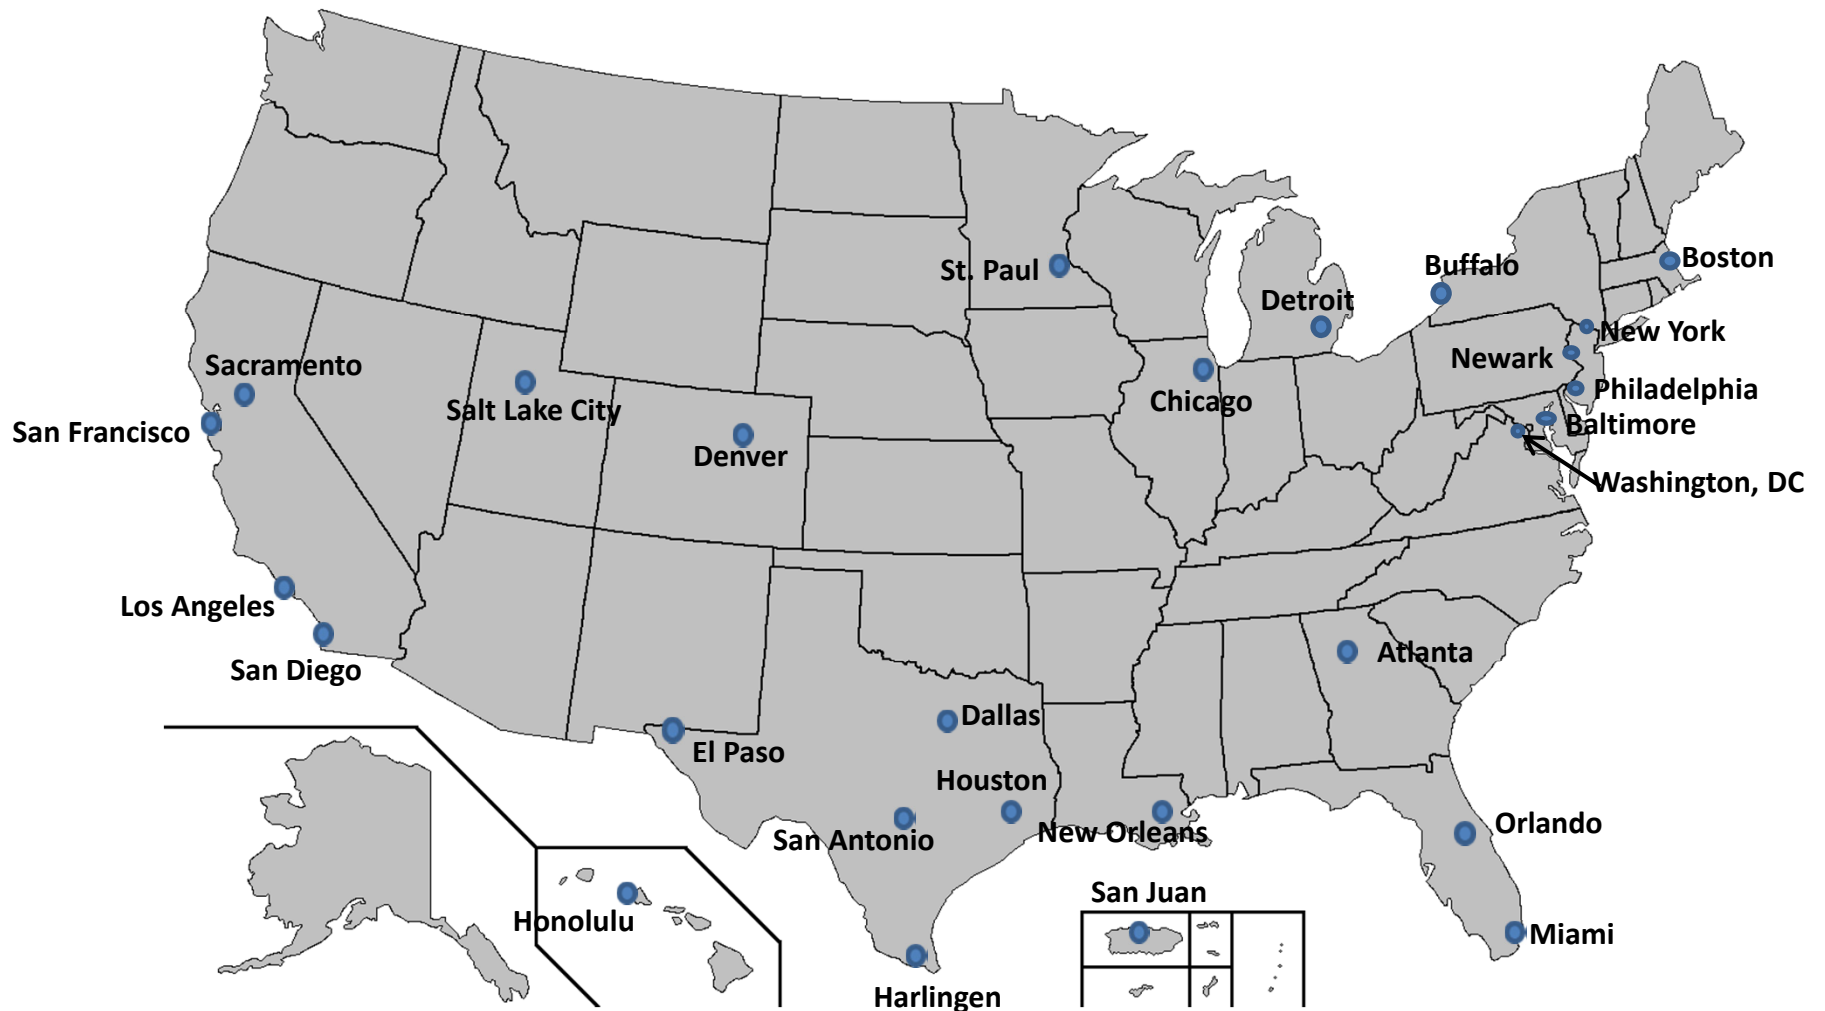 Buffalo
Boston
St. Paul
Detroit
New York
Newark
Sacramento
Philadelphia
Chicago
Salt Lake City
Baltimore
San Francisco
Denver
Washington, DC
Los Angeles
Atlanta
San Diego
Dallas
El Paso
Houston
Orlando
New Orleans
San Antonio
San Juan
Honolulu
Miami
Harlingen